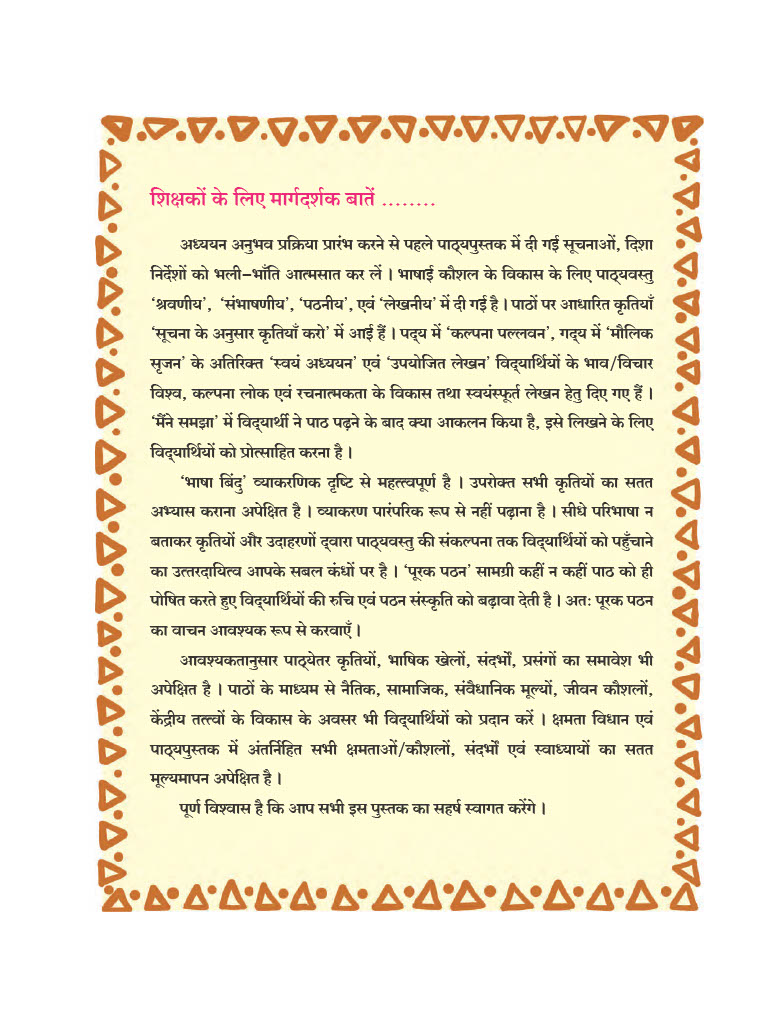 शिक्षकों के लिए मार्गदर्शक बातें ........
अध्ययन अनुभव प्रक्रिया प्रारंभ करने से पहले पाठ्यपुस्तक में दी गई सूचनाओं, दिशा
निर्देशों को भली-भाँति आत्मसात कर लें । भाषाई कौशल के विकास के लिए पाठ्यवस्तु
‘श्रवणीय’, ‘संभाषणीय’, ‘पठनीय’, एवं ‘लेखनीय’ में दी गई है । पाठों पर आधारित कृतियाँ
‘सूचना के अनुसार कृतियाँ करो’ में आई हैं । पद्‌य में ‘कल्पना पल्लवन’, गद्‌य में ‘मौलिक
सृजन’ के अतिरिक्त ‘स्वयं अध्ययन’ एवं ‘उपयोजित लेखन’ विद्‌यार्थियों के भाव/विचार
विश्व, कल्पना लोक एवं रचनात्मकता के विकास तथा स्वयंस्फूर्त लेखन हेतु दिए गए हैं ।
‘मैंने समझा’ में विद्‌यार्थी ने पाठ पढ़ने के बाद क्या आकलन किया है, इसे लिखने के लिए
विद्‌यार्थियों को प्रोत्साहित करना है ।
‘भाषा बिंदु’ व्याकरणिक दृष्टि से महत्त्वपूर्ण है । उपरोक्त सभी कृतियों का सतत
अभ्यास कराना अपेक्षित है । व्याकरण पारंपरिक रूप से नहीं पढ़ाना है । सीधे परिभाषा न
बताकर कृतियों और उदाहरणों द्‌वारा पाठ्यवस्तु की संकल्पना तक विद्‌यार्थियों को पहुँचाने
का उत्तरदायित्व आपके सबल कंधों पर है । ‘पूरक पठन’ सामग्री कहीं न कहीं पाठ को ही
पोषित करते हुए विद्‌यार्थियों की रुचि एवं पठन संस्कृति को बढ़ावा देती है । अतः पूरक पठन
का वाचन आवश्यक रूप से करवाएँ ।
आवश्यकतानुसार पाठ्येतर कृतियों, भाषिक खेलों, संदर्भों, प्रसंगों का समावेश भी
अपेक्षित है । पाठों के माध्यम से नैतिक, सामाजिक, संवैधानिक मूल्यों, जीवन कौशलों,
केंद्रीय तत्त्वों के विकास के अवसर भी विद्‌यार्थियों को प्रदान करें । क्षमता विधान एवं
पाठ्यपुस्तक में अंतर्निहित सभी क्षमताओं/कौशलों, संदर्भों एवं स्वाध्यायों का सतत
मूल्यमापन अपेक्षित है ।
पूर्ण विश्वास है कि आप सभी इस पुस्तक का सहर्ष स्वागत करेंगे ।